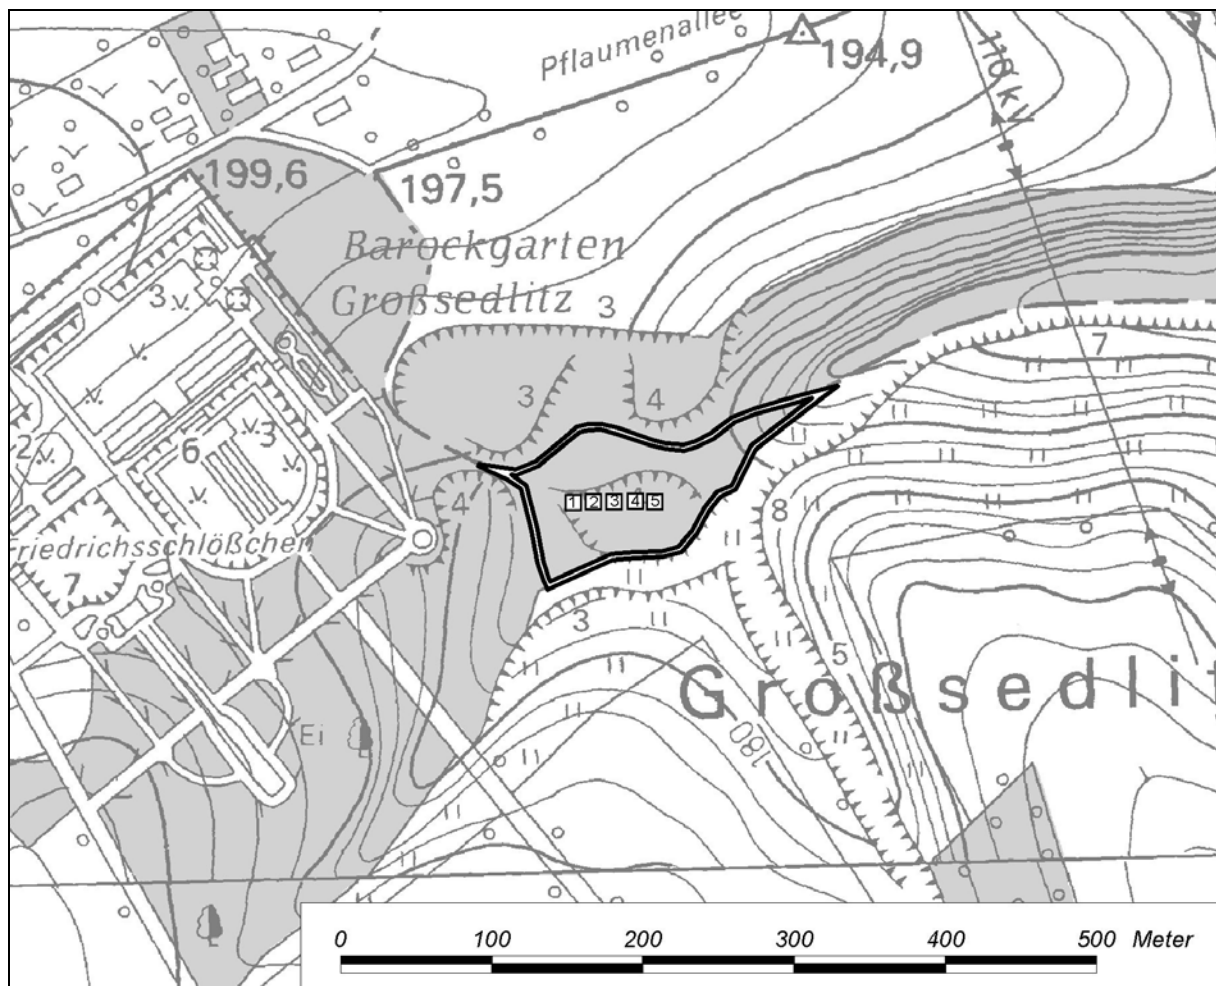 Pflaumenallee
194,9
110 kV
199,6
197,5
Barockgarten
Großsedlitz
3
3
7
3
4
2
6
3
4
1 2 3 4 5
8
Friedrichsschlößchen
7
3
5
Großsedlit
Ei
180
0 100 200 300 400 500 Meter